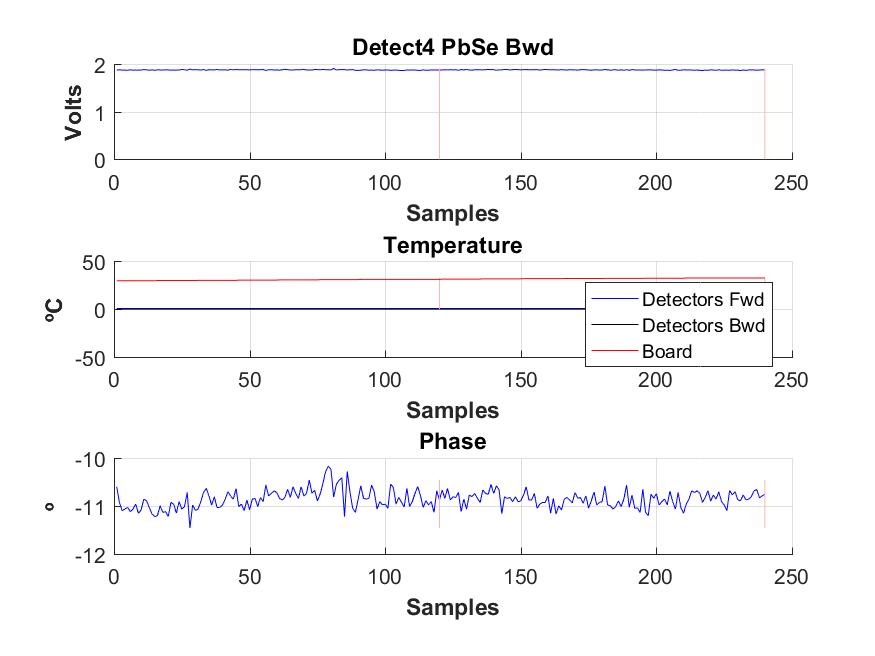 Detect4 PbSe Bwd
2
1
0
Volts
0 50 100 150 200 250
Samples
Temperature
50
0
-50
ºC
Detectors Fwd
Detectors Bwd
Board
0 50 100 150 200 250
Samples
Phase
-10
-11
-12
º
0 50 100 150 200 250
Samples